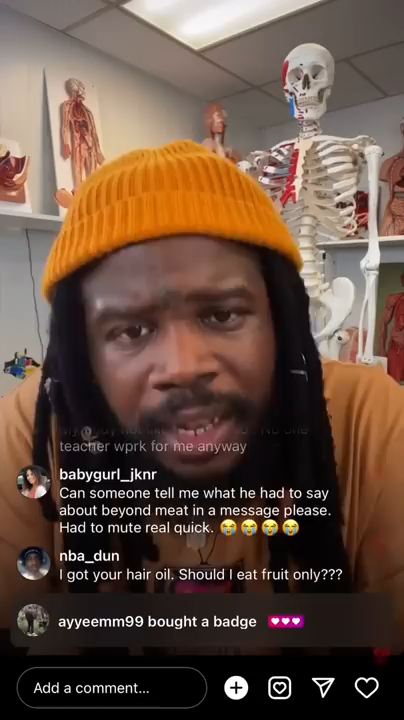 teacher wprk for me anyway
babygurl_jknr
Can someone tell me what he had to say
about beyond meat in a message please.
Had to mute real quick. 😭😭😭😭
nba_dun
I got your hair oil. Should I eat fruit only???
ayyeemm99 bought a badge
Add a comment...